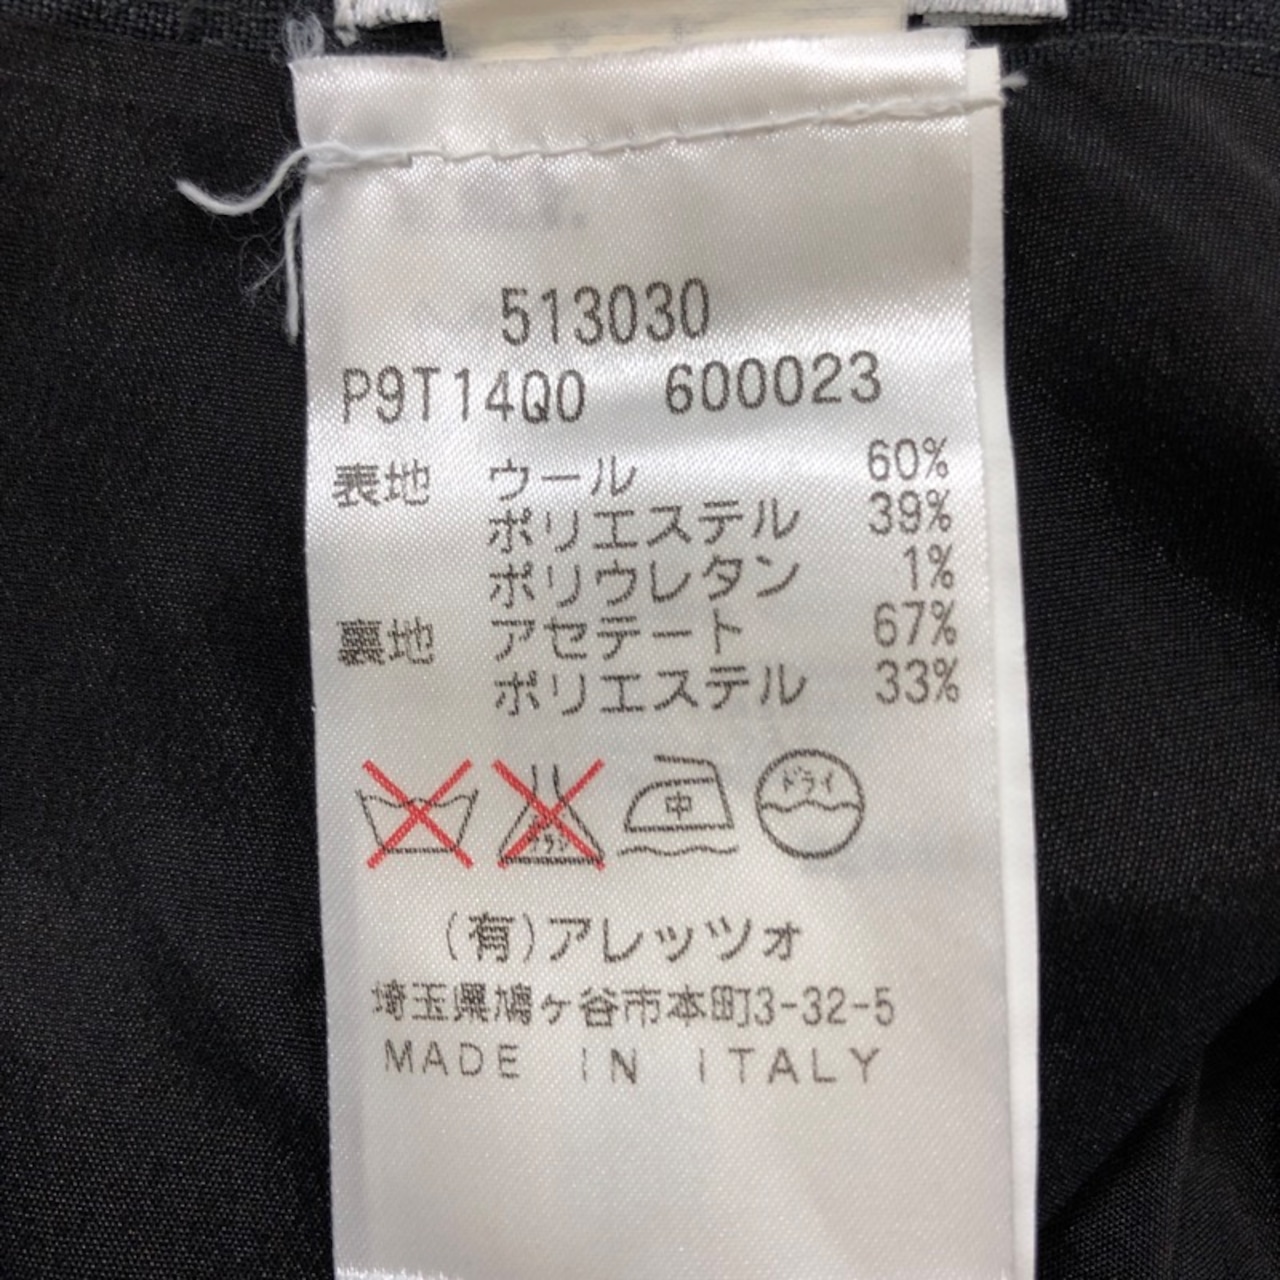 513030
P9T14Q0 600023
表地 ウール 60%
ポリエステル 39%
ポリウレタン 1%
裏地 アセテート 67%
ポリエステル 33%
中 ドライ
(有)アレッツォ
埼玉県鳩ヶ谷市本町3-32-5
MADE IN ITALY